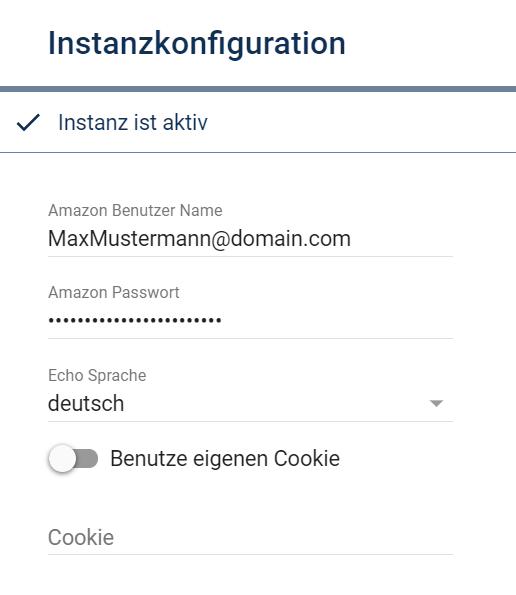 Instanzkonfiguration
Instanz ist aktiv
Amazon Benutzer Name
MaxMustermann@domain.com
Amazon Passwort
••••••••••••••••••••••••
Echo Sprache
deutsch
Benutze eigenen Cookie
Cookie